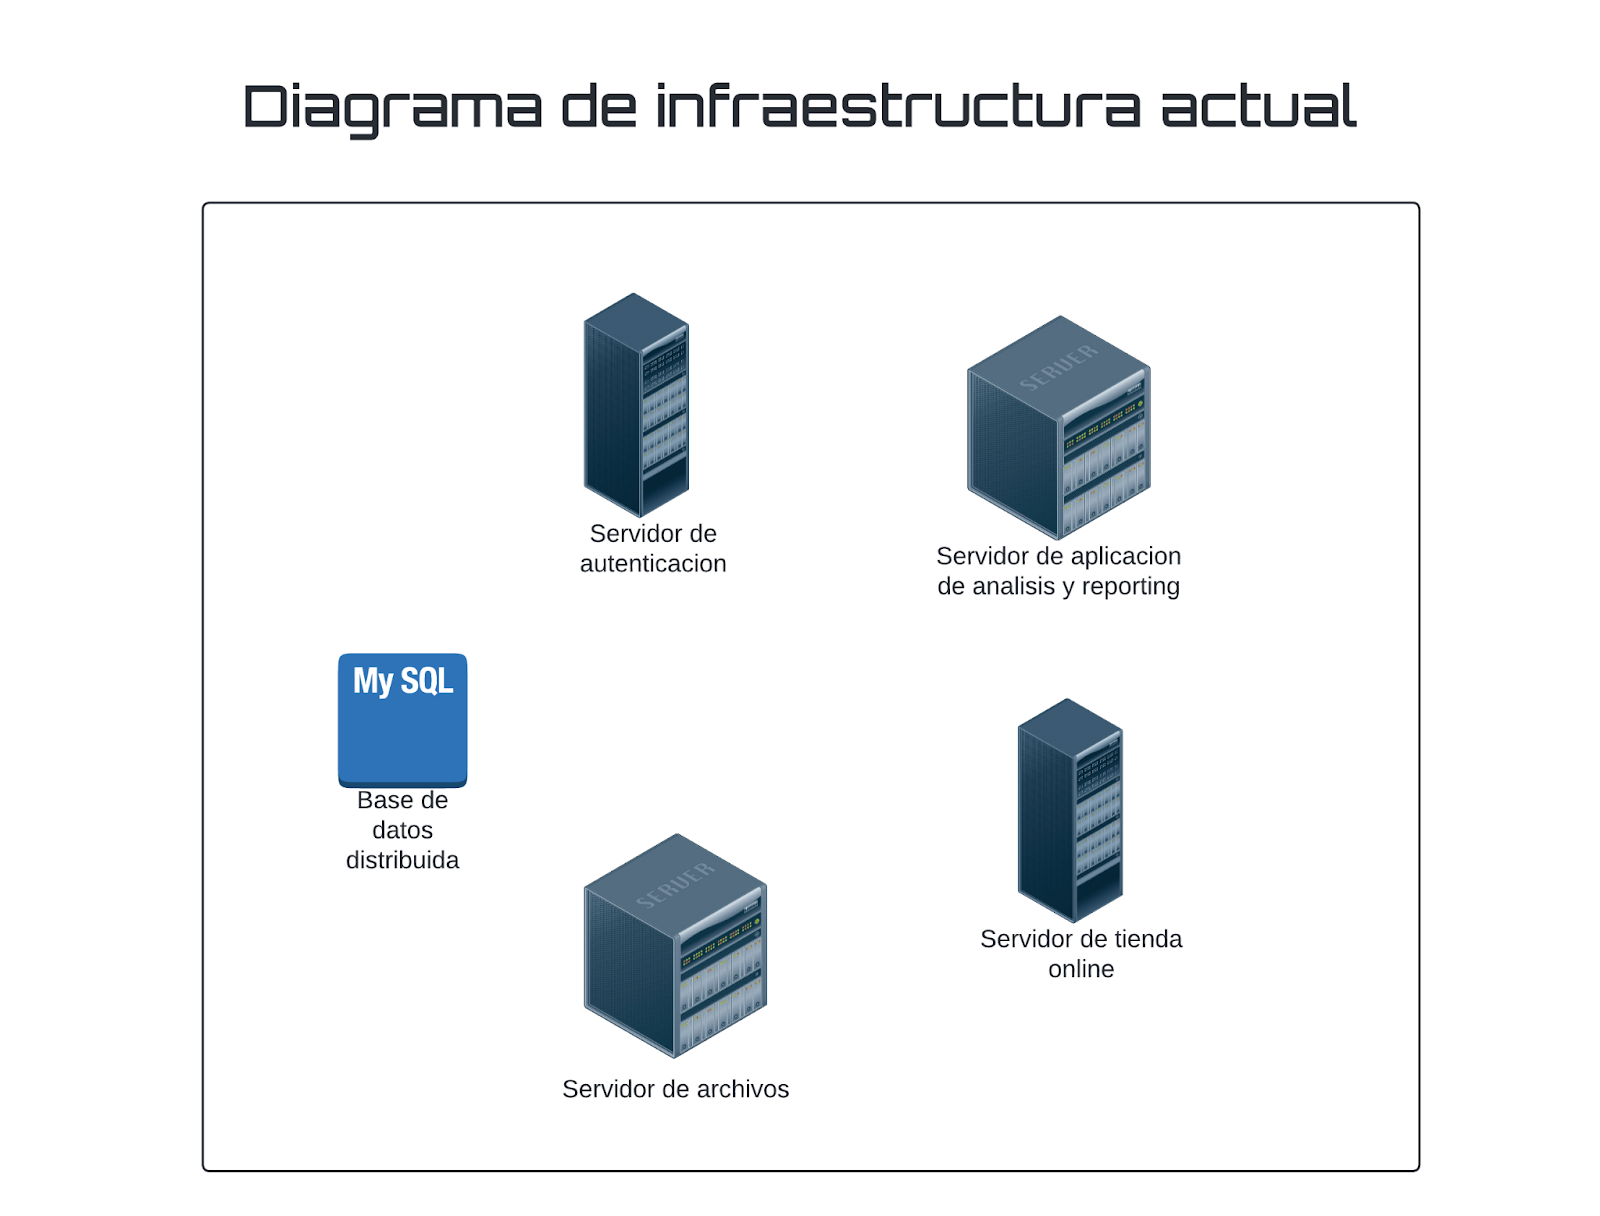 Diagrama de infraestructura actual
SERVER
Servidor de
autenticacion
Servidor de aplicacion
de analisis y reporting
My SQL
Base de
datos
distribuida
SERVER
Servidor de tienda
online
Servidor de archivos